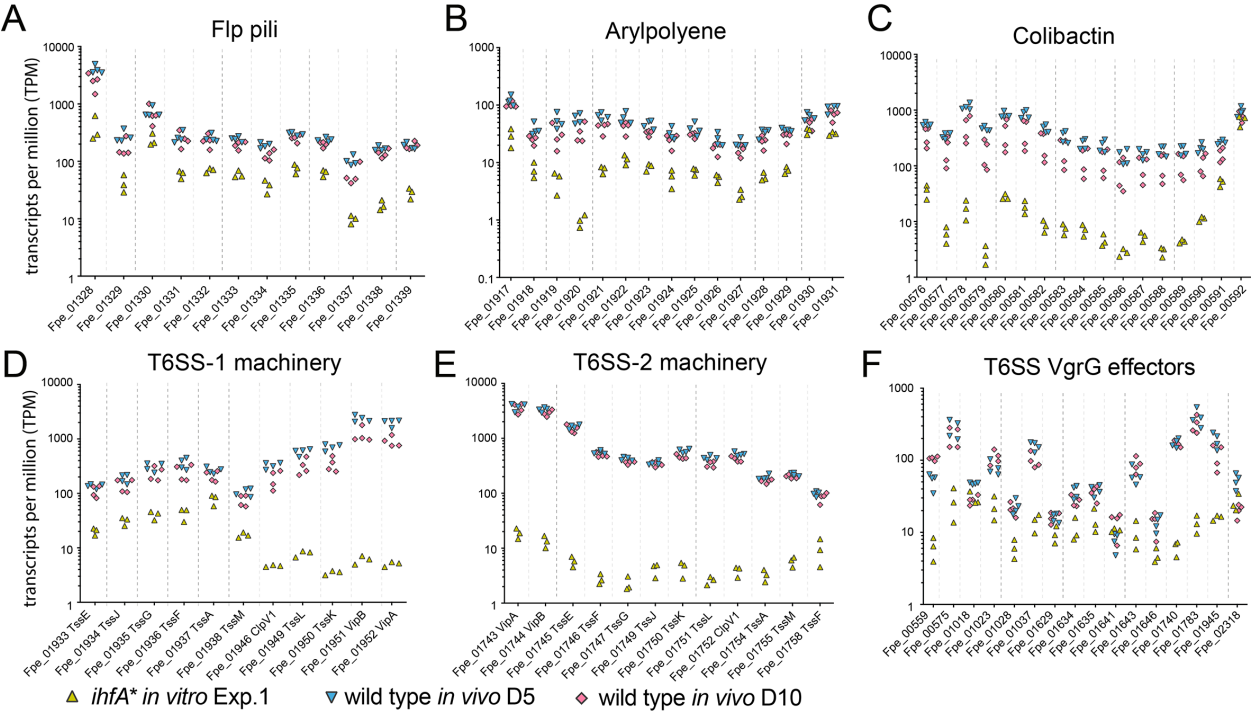 A
Flp pili
transcripts per million (TPM)
10000
1000
100
10
1
Fpe_01328
Fpe_01329
Fpe_01330
Fpe_01331
Fpe_01332
Fpe_01333
Fpe_01334
Fpe_01335
Fpe_01336
Fpe_01337
Fpe_01338
Fpe_01339
B
Arylpolyene
1000
100
10
1
0.1
Fpe_01917
Fpe_01918
Fpe_01919
Fpe_01920
Fpe_01921
Fpe_01922
Fpe_01923
Fpe_01924
Fpe_01925
Fpe_01926
Fpe_01927
Fpe_01928
Fpe_01929
Fpe_01930
Fpe_01931
C
Colibactin
10000
1000
100
10
1
Fpe_00576
Fpe_00577
Fpe_00578
Fpe_00579
Fpe_00580
Fpe_00581
Fpe_00582
Fpe_00583
Fpe_00584
Fpe_00585
Fpe_00586
Fpe_00587
Fpe_00588
Fpe_00589
Fpe_00590
Fpe_00591
Fpe_00592
D
T6SS-1 machinery
transcripts per million (TPM)
10000
1000
100
10
1
Fpe_01933 TssE
Fpe_01934 TssJ
Fpe_01935 TssG
Fpe_01936 TssF
Fpe_01937 TssA
Fpe_01938 TssM
Fpe_01946 ClpV1
Fpe_01949 TssL
Fpe_01950 TssK
Fpe_01951 VipB
Fpe_01952 VipA
E
T6SS-2 machinery
10000
1000
100
10
1
Fpe_01743 VipA
Fpe_01744 VipB
Fpe_01745 TssE
Fpe_01746 TssF
Fpe_01747 TssG
Fpe_01749 TssJ
Fpe_01750 TssK
Fpe_01751 TssL
Fpe_01752 ClpV1
Fpe_01754 TssA
Fpe_01755 TssM
Fpe_01758 TssF
F
T6SS VgrG effectors
1000
100
10
1
Fpe_00559
Fpe_00575
Fpe_01018
Fpe_01023
Fpe_01028
Fpe_01037
Fpe_01629
Fpe_01634
Fpe_01635
Fpe_01641
Fpe_01643
Fpe_01646
Fpe_01740
Fpe_01783
Fpe_01945
Fpe_02318
ihfA* in vitro Exp.1
wild type in vivo D5
wild type in vivo D10